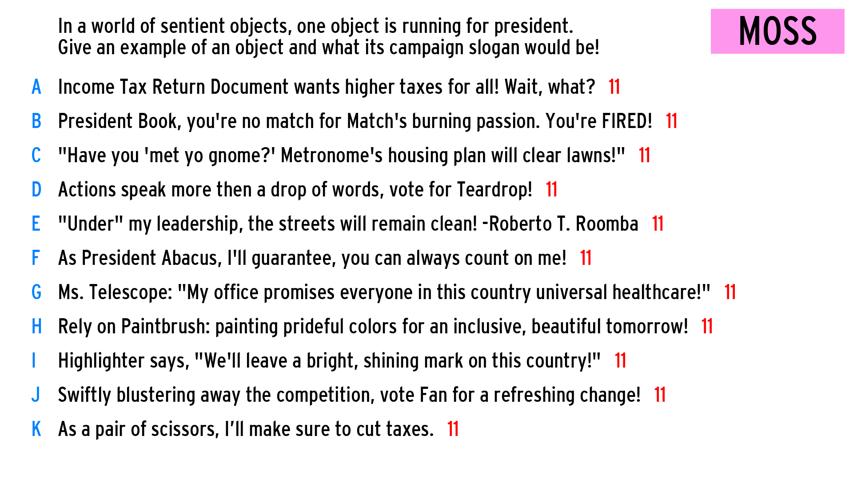 In a world of sentient objects, one object is running for president.
Give an example of an object and what its campaign slogan would be!
MOSS
A Income Tax Return Document wants higher taxes for all! Wait, what? 11
B President Book, you're no match for Match's burning passion. You're FIRED! 11
C "Have you 'met yo gnome?' Metronome's housing plan will clear lawns!" 11
D Actions speak more then a drop of words, vote for Teardrop! 11
E "Under" my leadership, the streets will remain clean! -Roberto T. Roomba 11
F As President Abacus, I'll guarantee, you can always count on me! 11
G Ms. Telescope: "My office promises everyone in this country universal healthcare!" 11
H Rely on Paintbrush: painting prideful colors for an inclusive, beautiful tomorrow! 11
I Highlighter says, "We'll leave a bright, shining mark on this country!" 11
J Swiftly blustering away the competition, vote Fan for a refreshing change! 11
K As a pair of scissors, I’ll make sure to cut taxes. 11